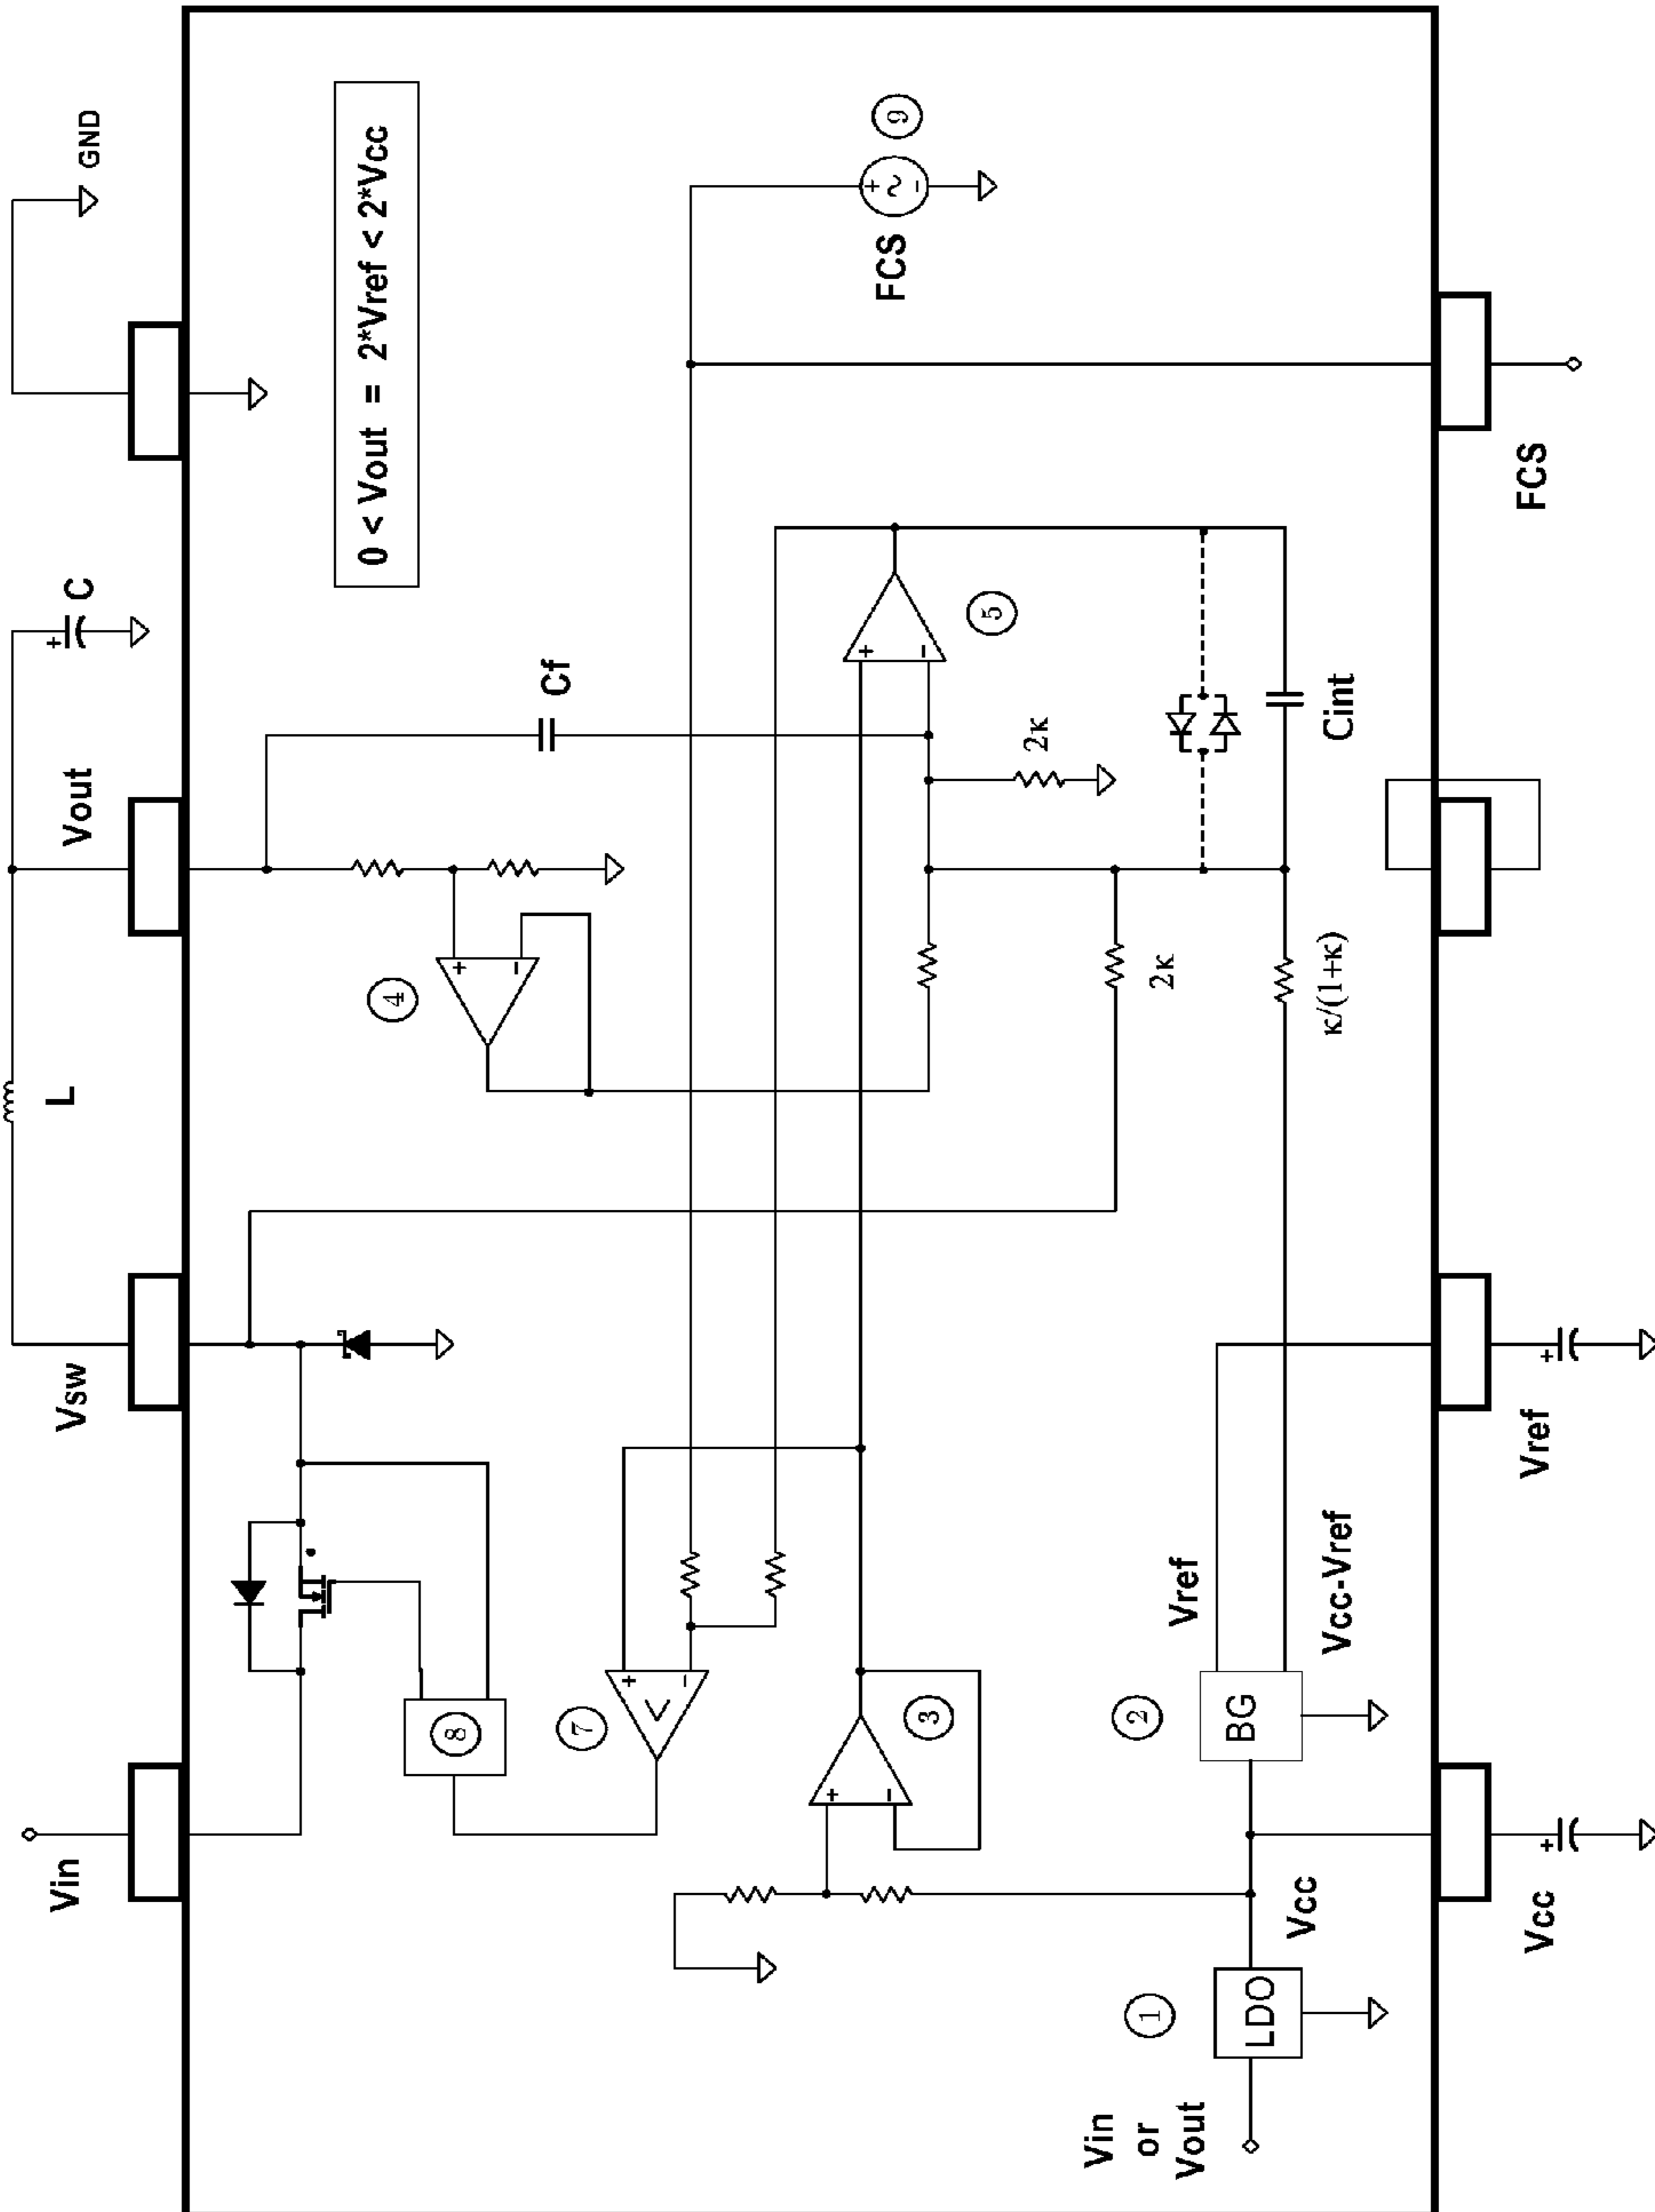 Vin
Vsw
L
Vout
C
GND
0 < Vout = 2*Vref < 2*Vcc
4
8
Cf
7
FCS
9
3
5
2κ
Vin
or
Vout
1
LDO
Vcc
2
BG
Vref
Vcc-Vref
2κ
κ/(1+κ)
Cint
Vcc
Vref
FCS